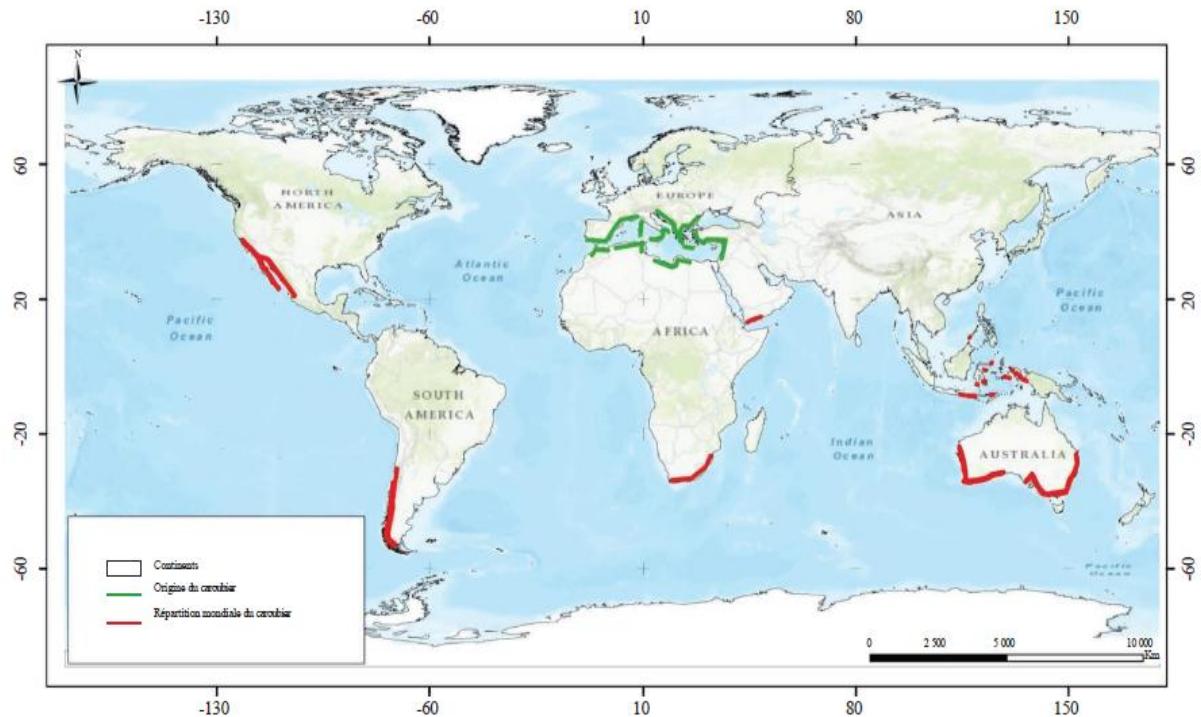 -130 -60 10 80 150
N
60 60
NORTH
AMERICA
EUROPE
ASIA
Atlantic
Ocean
20 20
Pacific
Ocean
Pacific
Ocean
AFRICA
SOUTH
AMERICA
-20 -20
Indian
Ocean
AUSTRALIA
Continents
Origine du caroubier
Répartition mondiale du caroubier
-60 -60
Pacific
Ocean
0 2 500 5 000 10 000
Km
-130 -60 10 80 150